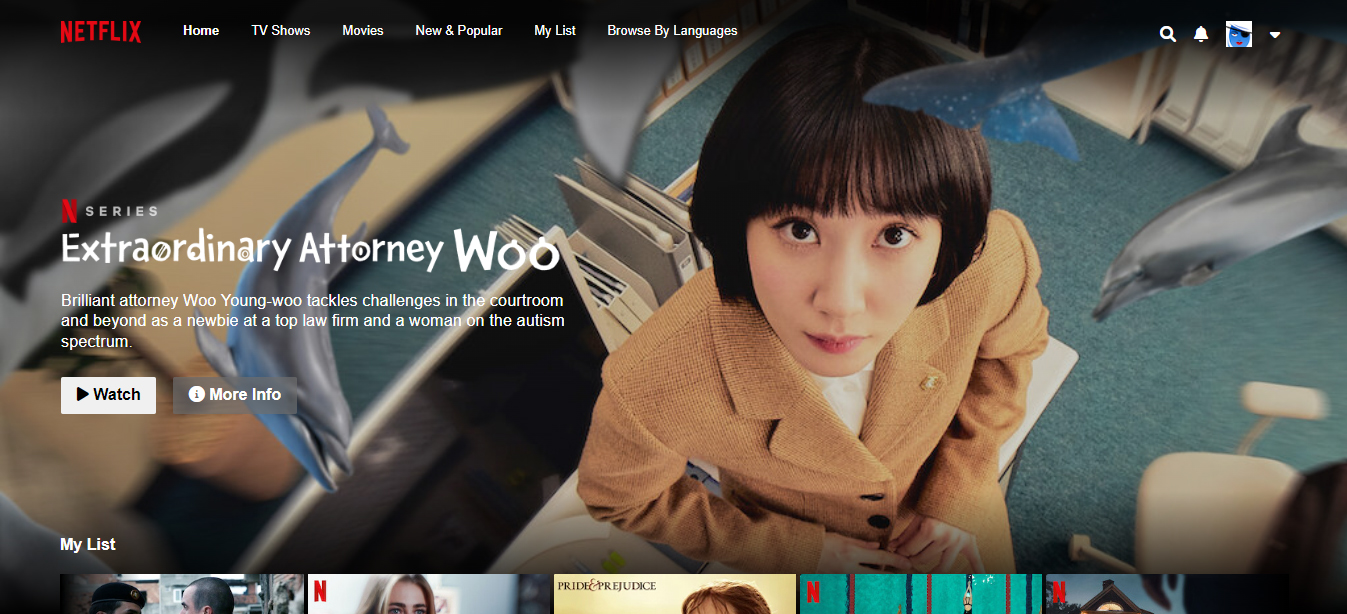 NETFLIX
Home
TV Shows
Movies
New & Popular
My List
Browse By Languages
N SERIES
Extraordinary Attorney Woo
Brilliant attorney Woo Young-woo tackles challenges in the courtroom
and beyond as a newbie at a top law firm and a woman on the autism
spectrum.
Watch
More Info
My List
N
PRIDE & PREJUDICE
N
N